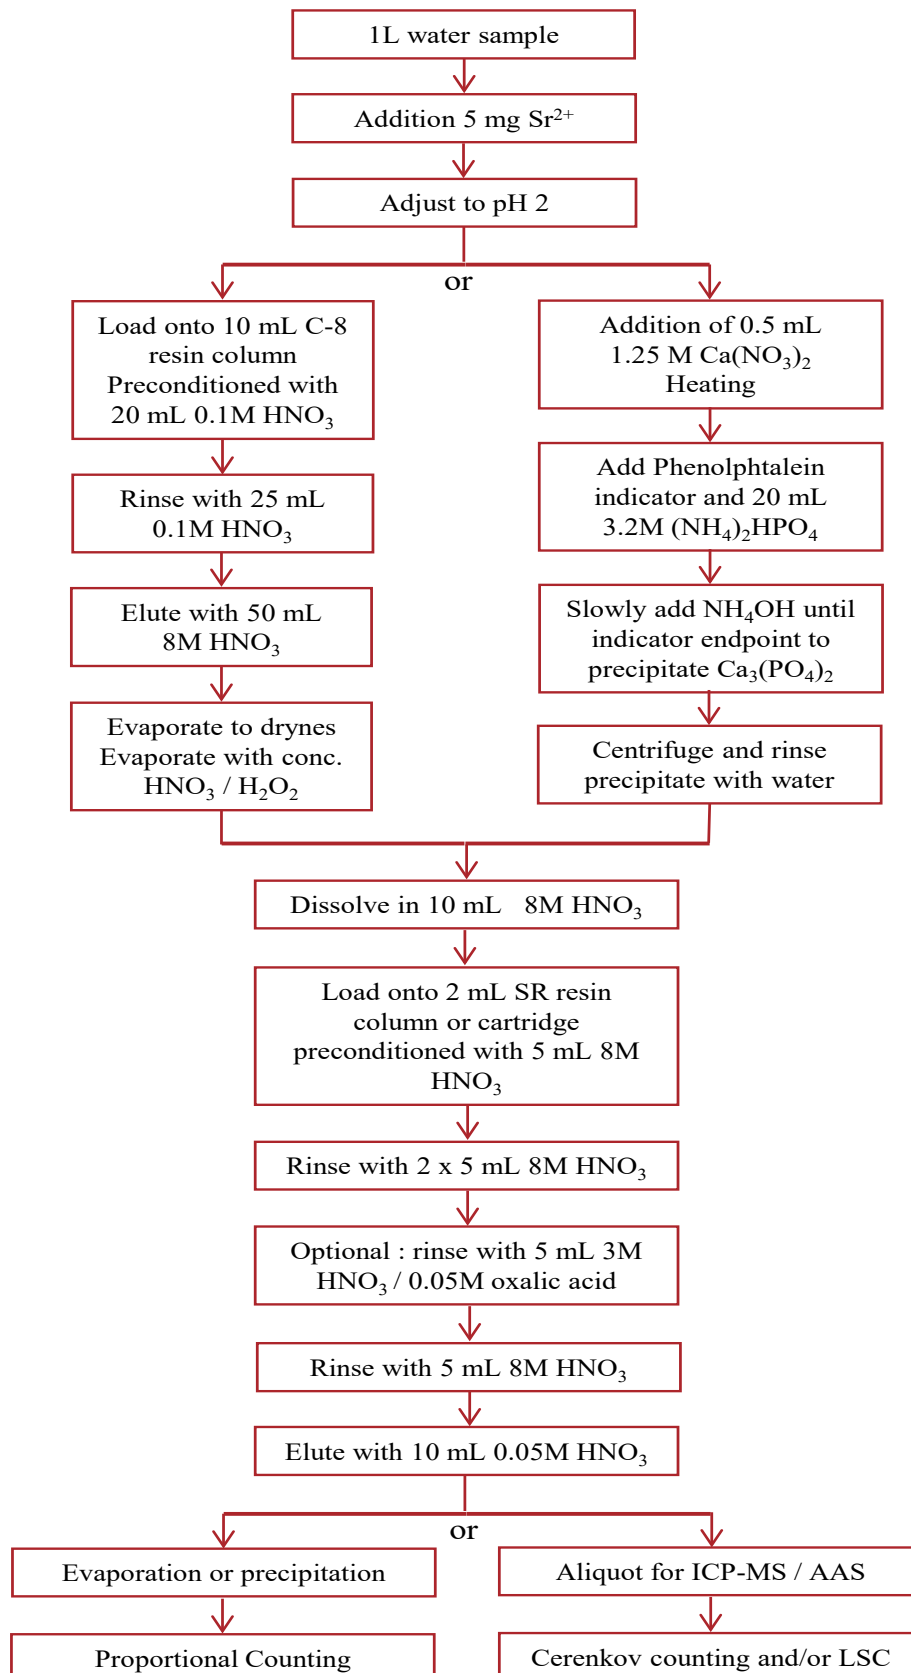 1L water sample
Addition 5 mg Sr²⁺
Adjust to pH 2
or
Load onto 10 mL C-8
resin column
Preconditioned with
20 mL 0.1M HNO₃
Rinse with 25 mL
0.1M HNO₃
Elute with 50 mL
8M HNO₃
Evaporate to drynes
Evaporate with conc.
HNO₃ / H₂O₂
Addition of 0.5 mL
1.25 M Ca(NO₃)₂
Heating
Add Phenolphtalein
indicator and 20 mL
3.2M (NH₄)₂HPO₄
Slowly add NH₄OH until
indicator endpoint to
precipitate Ca₃(PO₄)₂
Centrifuge and rinse
precipitate with water
Dissolve in 10 mL 8M HNO₃
Load onto 2 mL SR resin
column or cartridge
preconditioned with 5 mL 8M
HNO₃
Rinse with 2 x 5 mL 8M HNO₃
Optional : rinse with 5 mL 3M
HNO₃ / 0.05M oxalic acid
Rinse with 5 mL 8M HNO₃
Elute with 10 mL 0.05M HNO₃
or
Evaporation or precipitation
Proportional Counting
Aliquot for ICP-MS / AAS
Cerenkov counting and/or LSC